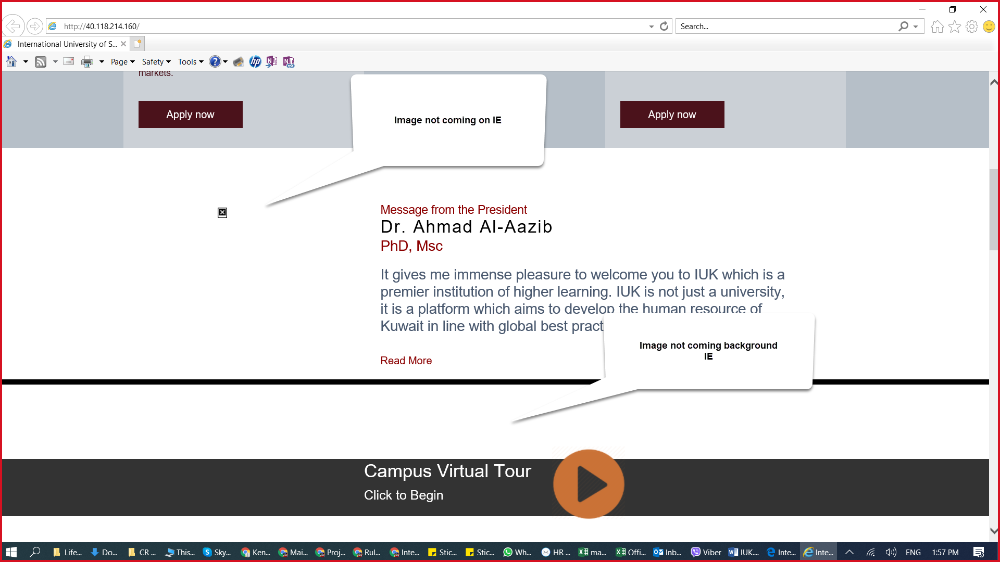 http://40.118.214.160/
Search...
International University of S...
Page
Safety
Tools
markets.
Apply now
Image not coming on IE
Apply now
Message from the President
Dr. Ahmad Al-Aazib
PhD, Msc
It gives me immense pleasure to welcome you to IUK which is a
premier institution of higher learning. IUK is not just a university,
it is a platform which aims to develop the human resource of
Kuwait in line with global best pract
Image not coming background
IE
Read More
Campus Virtual Tour
Click to Begin
Life... Do... CR ... This... Sky... Ken... Mai... Proj... Rul... Inte... Stic... Stic... Wh... HR ... ma... Offi... Inb... Viber IUK.... Inte... Inte... ENG 1:57 PM